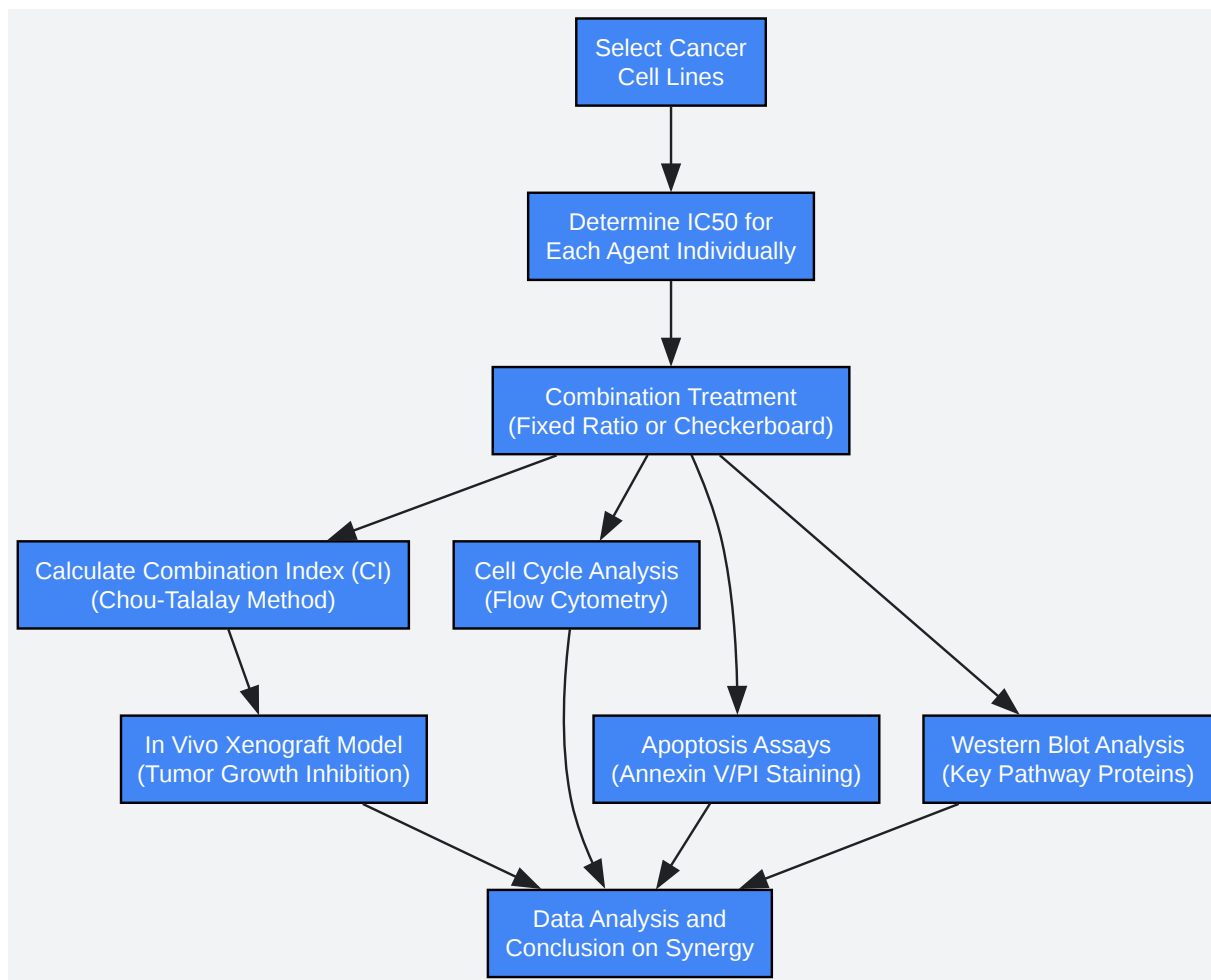 Select Cancer
Cell Lines
Determine IC50 for
Each Agent Individually
Combination Treatment
(Fixed Ratio or Checkerboard)
Calculate Combination Index (CI)
(Chou-Talalay Method)
Cell Cycle Analysis
(Flow Cytometry)
In Vivo Xenograft Model
(Tumor Growth Inhibition)
Apoptosis Assays
(Annexin V/PI Staining)
Western Blot Analysis
(Key Pathway Proteins)
Data Analysis and
Conclusion on Synergy